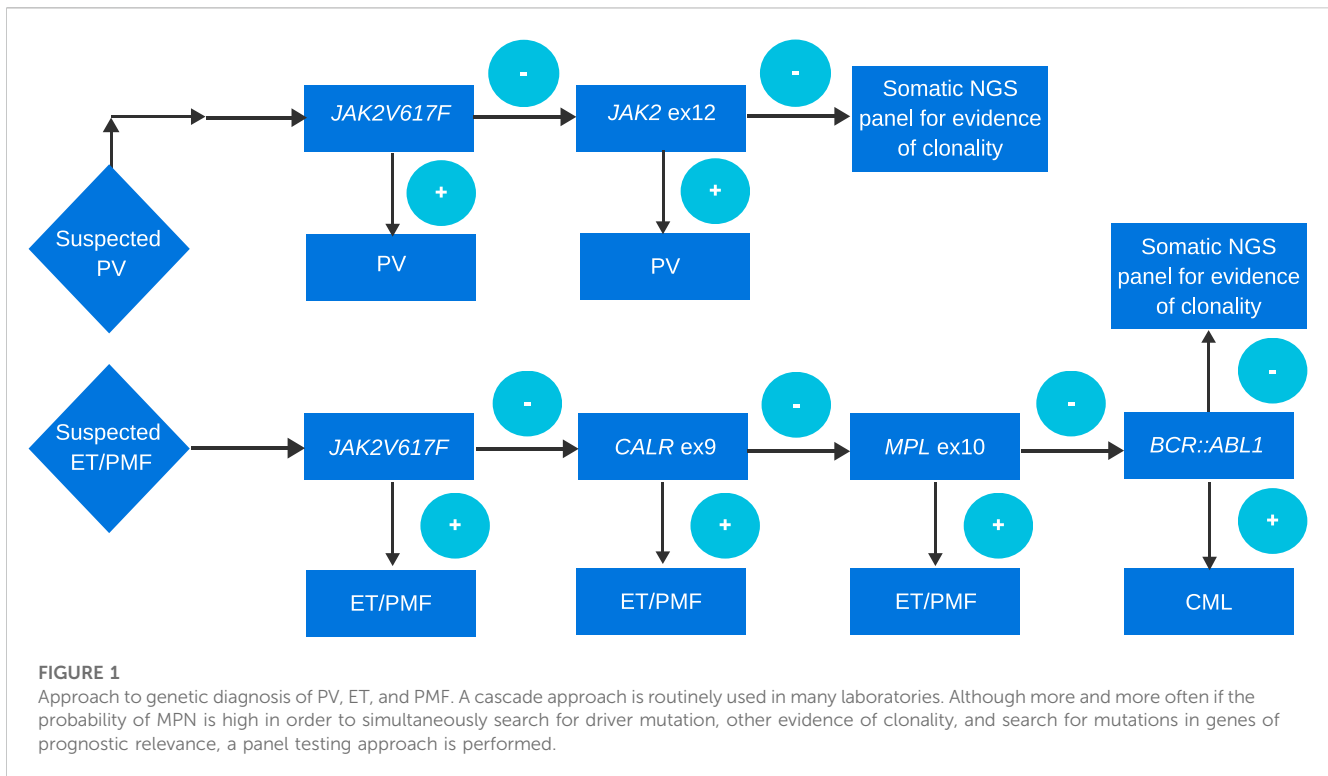 JAK2V617F
-
JAK2 ex12
-
Somatic NGS
panel for evidence
of clonality
+
+
Suspected
PV
PV
PV
Somatic NGS
panel for evidence
of clonality
Suspected
ET/PMF
JAK2V617F
-
CALR ex9
-
MPL ex10
-
BCR::ABL1
-
+
+
+
+
ET/PMF
ET/PMF
ET/PMF
CML
FIGURE 1
Approach to genetic diagnosis of PV, ET, and PMF. A cascade approach is routinely used in many laboratories. Although more and more often if the
probability of MPN is high in order to simultaneously search for driver mutation, other evidence of clonality, and search for mutations in genes of
prognostic relevance, a panel testing approach is performed.